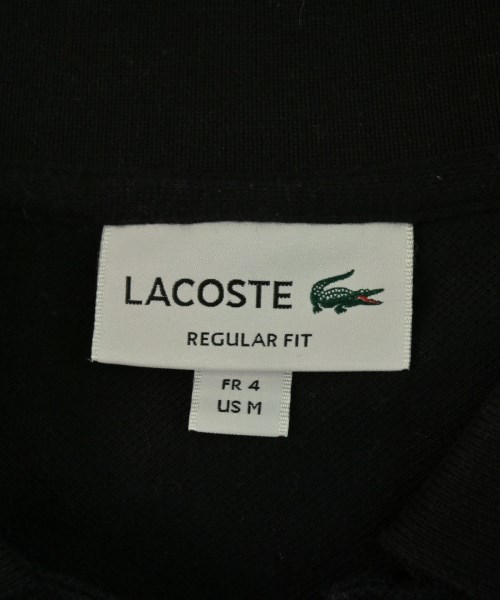 LACOSTE
REGULAR FIT
FR 4
US M